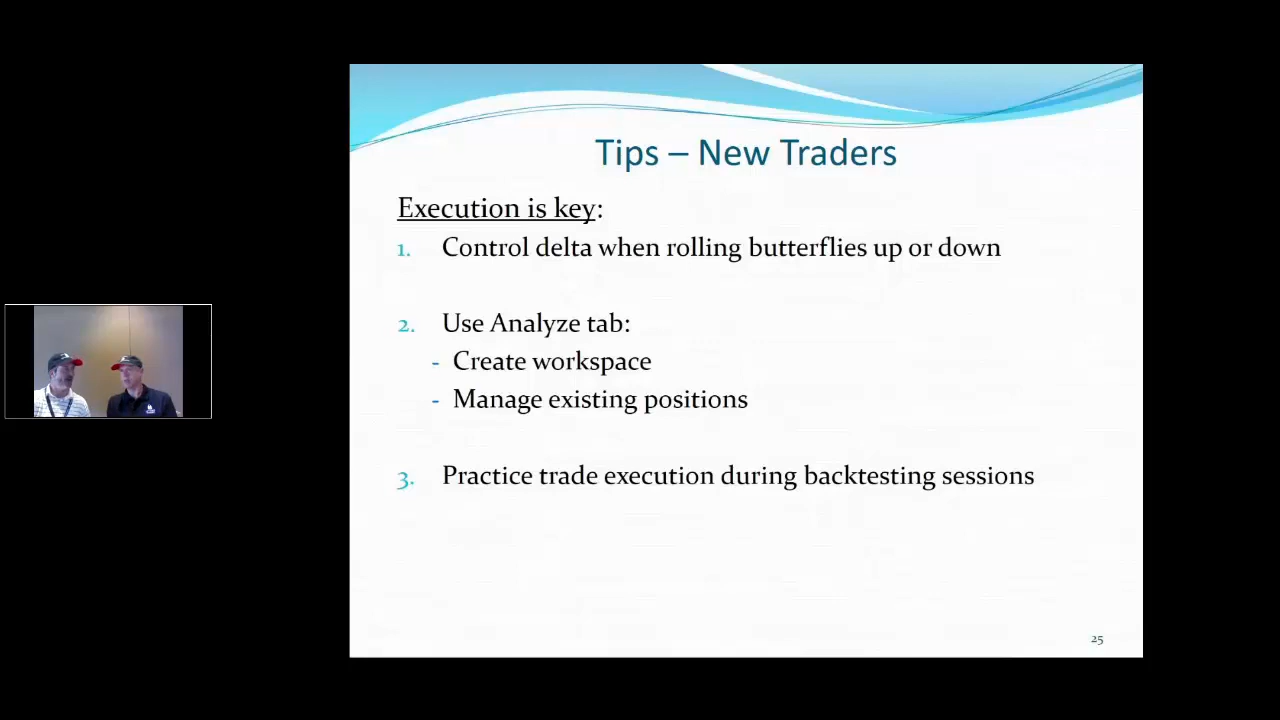 Tips – New Traders
Execution is key:
1. Control delta when rolling butterflies up or down
2. Use Analyze tab:
- Create workspace
- Manage existing positions
3. Practice trade execution during backtesting sessions
25